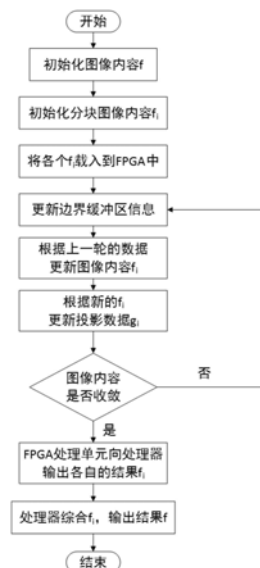 开始
初始化图像内容f
初始化分块图像内容fᵢ
将各个fᵢ载入到FPGA中
更新边界缓冲区信息
根据上一轮的数据
更新图像内容fᵢ
根据新的fᵢ
更新投影数据gᵢ
图像内容
是否收敛
否
是
FPGA处理单元向处理器
输出各自的结果fᵢ
处理器综合fᵢ，输出结果f
结束